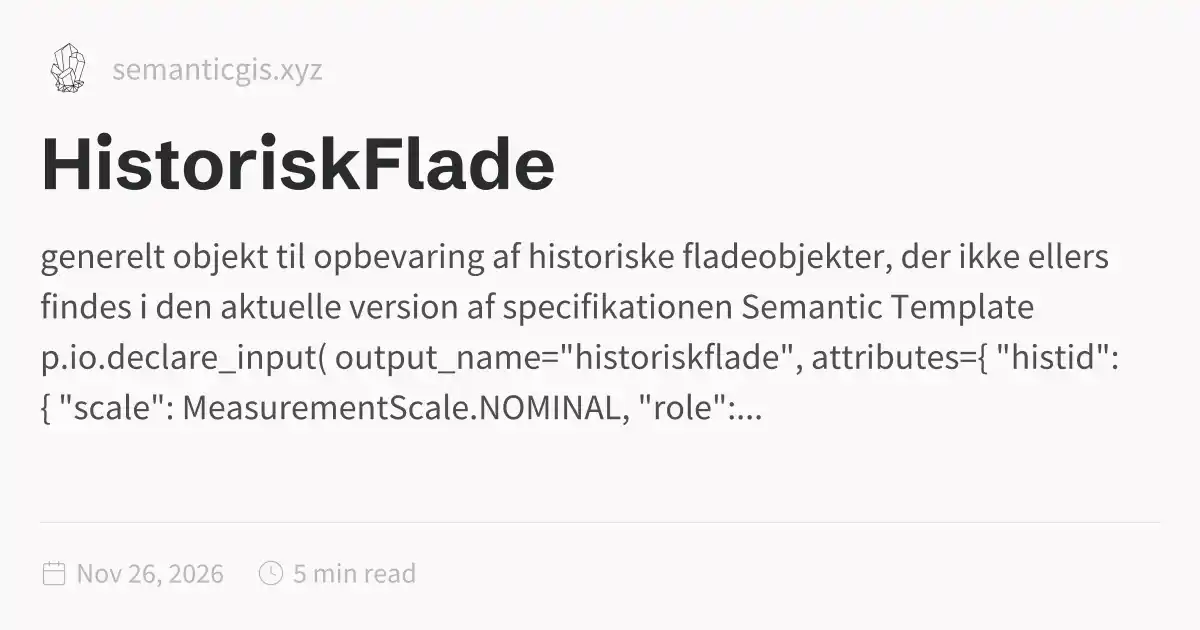 semanticgis.xyz
HistoriskFlade
generelt objekt til opbevaring af historiske fladeobjekter, der ikke ellers
findes i den aktuelle version af specifikationen Semantic Template
p.io.declare_input( output_name="historiskflade", attributes={ "histid":
{ "scale": MeasurementScale.NOMINAL, "role":...
Nov 26, 2026 5 min read